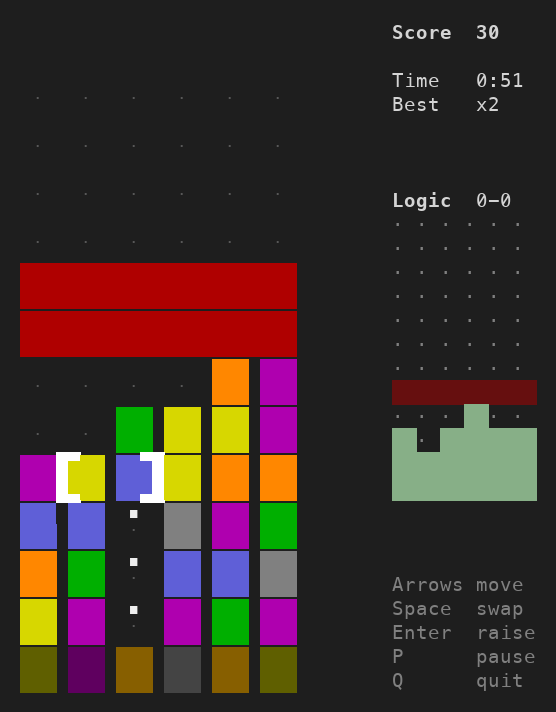 Score 30
Time 0:51
Best x2
Logic 0-0
Arrows move
Space swap
Enter raise
P pause
Q quit